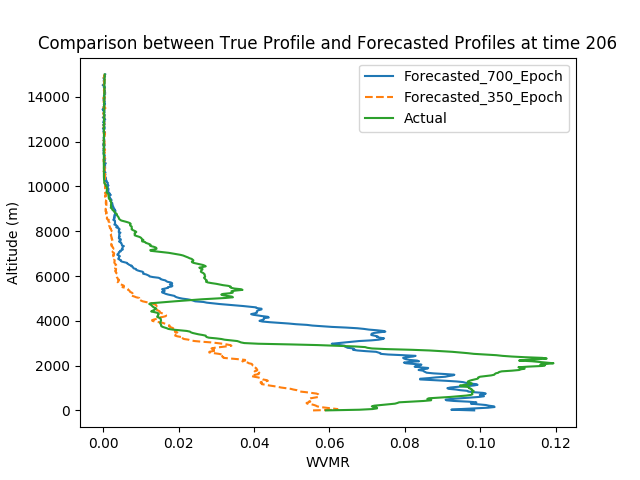 Comparison between True Profile and Forecasted Profiles at time 206
Forecasted_700_Epoch
Forecasted_350_Epoch
Actual
Altitude (m)
14000
12000
10000
8000
6000
4000
2000
0
0.00 0.02 0.04 0.06 0.08 0.10 0.12
WVMR